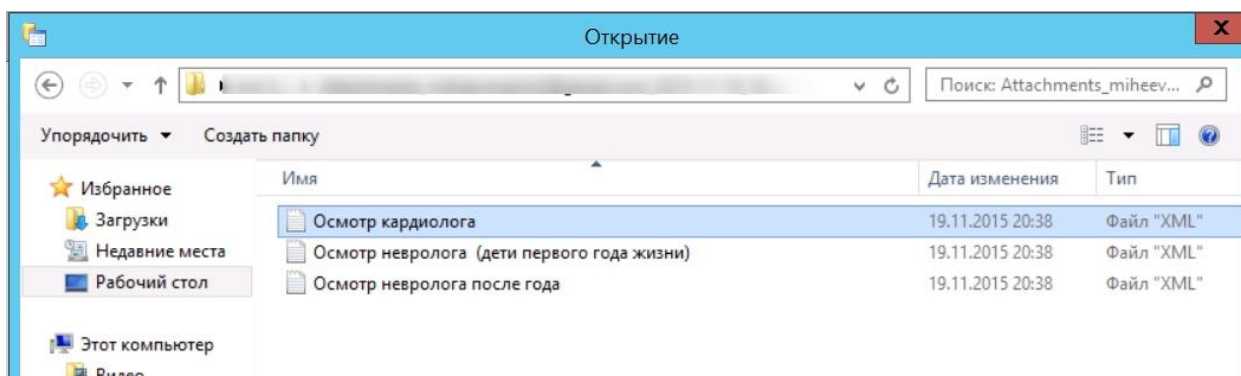 Открытие
x
Поиск: Attachments_miheev...
Упорядочить Создать папку
Имя Дата изменения Тип
Избранное
Загрузки
Недавние места
Рабочий стол
Этот компьютер
Видео
Осмотр кардиолога 19.11.2015 20:38 Файл "XML"
Осмотр невролога (дети первого года жизни) 19.11.2015 20:38 Файл "XML"
Осмотр невролога после года 19.11.2015 20:38 Файл "XML"